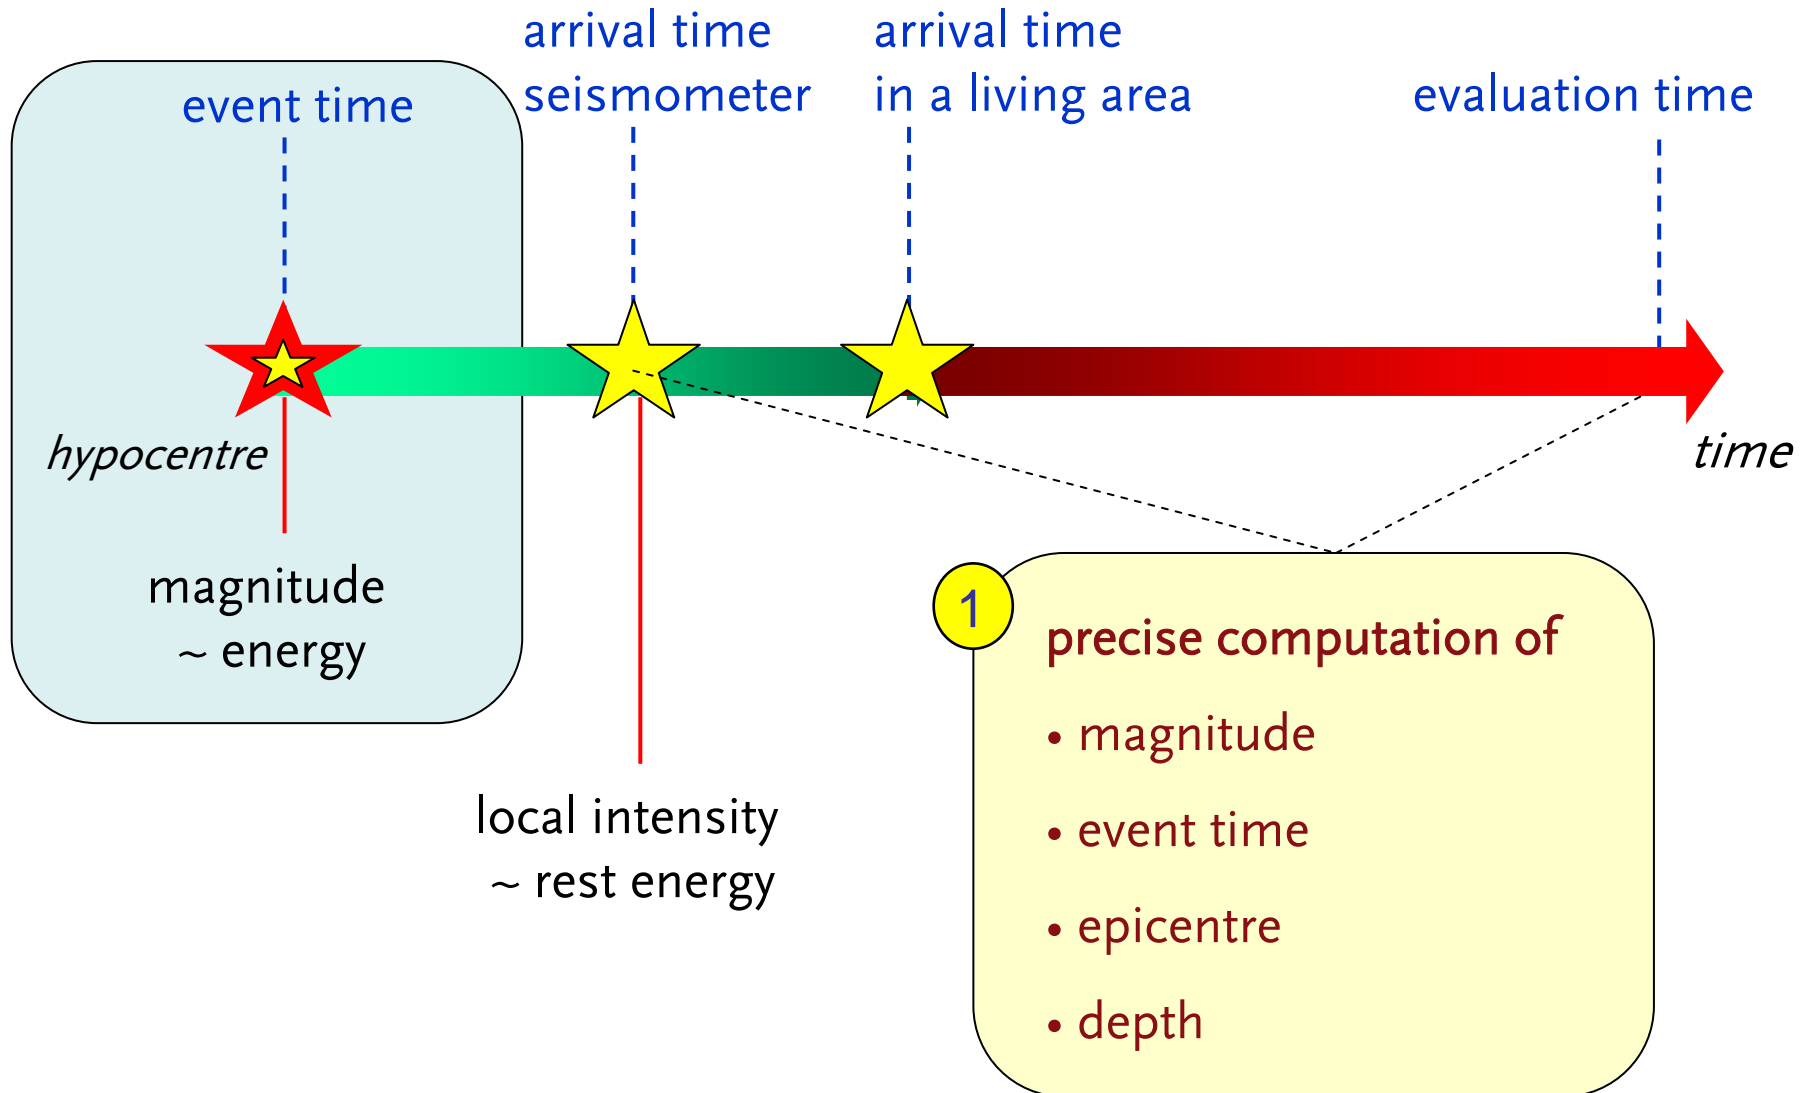 arrival time
seismometer
arrival time
in a living area
event time
evaluation time
hypocentre
time
magnitude
~ energy
local intensity
~ rest energy
1
precise computation of
• magnitude
• event time
• epicentre
• depth